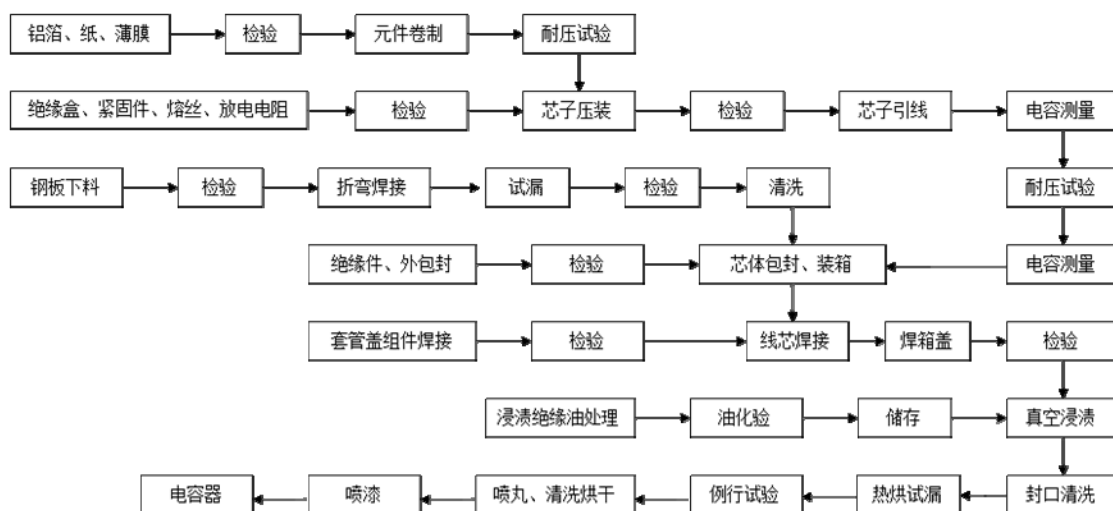 铝箔、纸、薄膜
检验
元件卷制
耐压试验
绝缘盒、紧固件、熔丝、放电电阻
检验
芯子压装
检验
芯子引线
电容测量
钢板下料
检验
折弯焊接
试漏
检验
清洗
耐压试验
绝缘件、外包封
检验
芯体包封、装箱
电容测量
套管盖组件焊接
检验
线芯焊接
焊箱盖
检验
浸渍绝缘油处理
油化验
储存
真空浸渍
电容器
喷漆
喷丸、清洗烘干
例行试验
热烘试漏
封口清洗